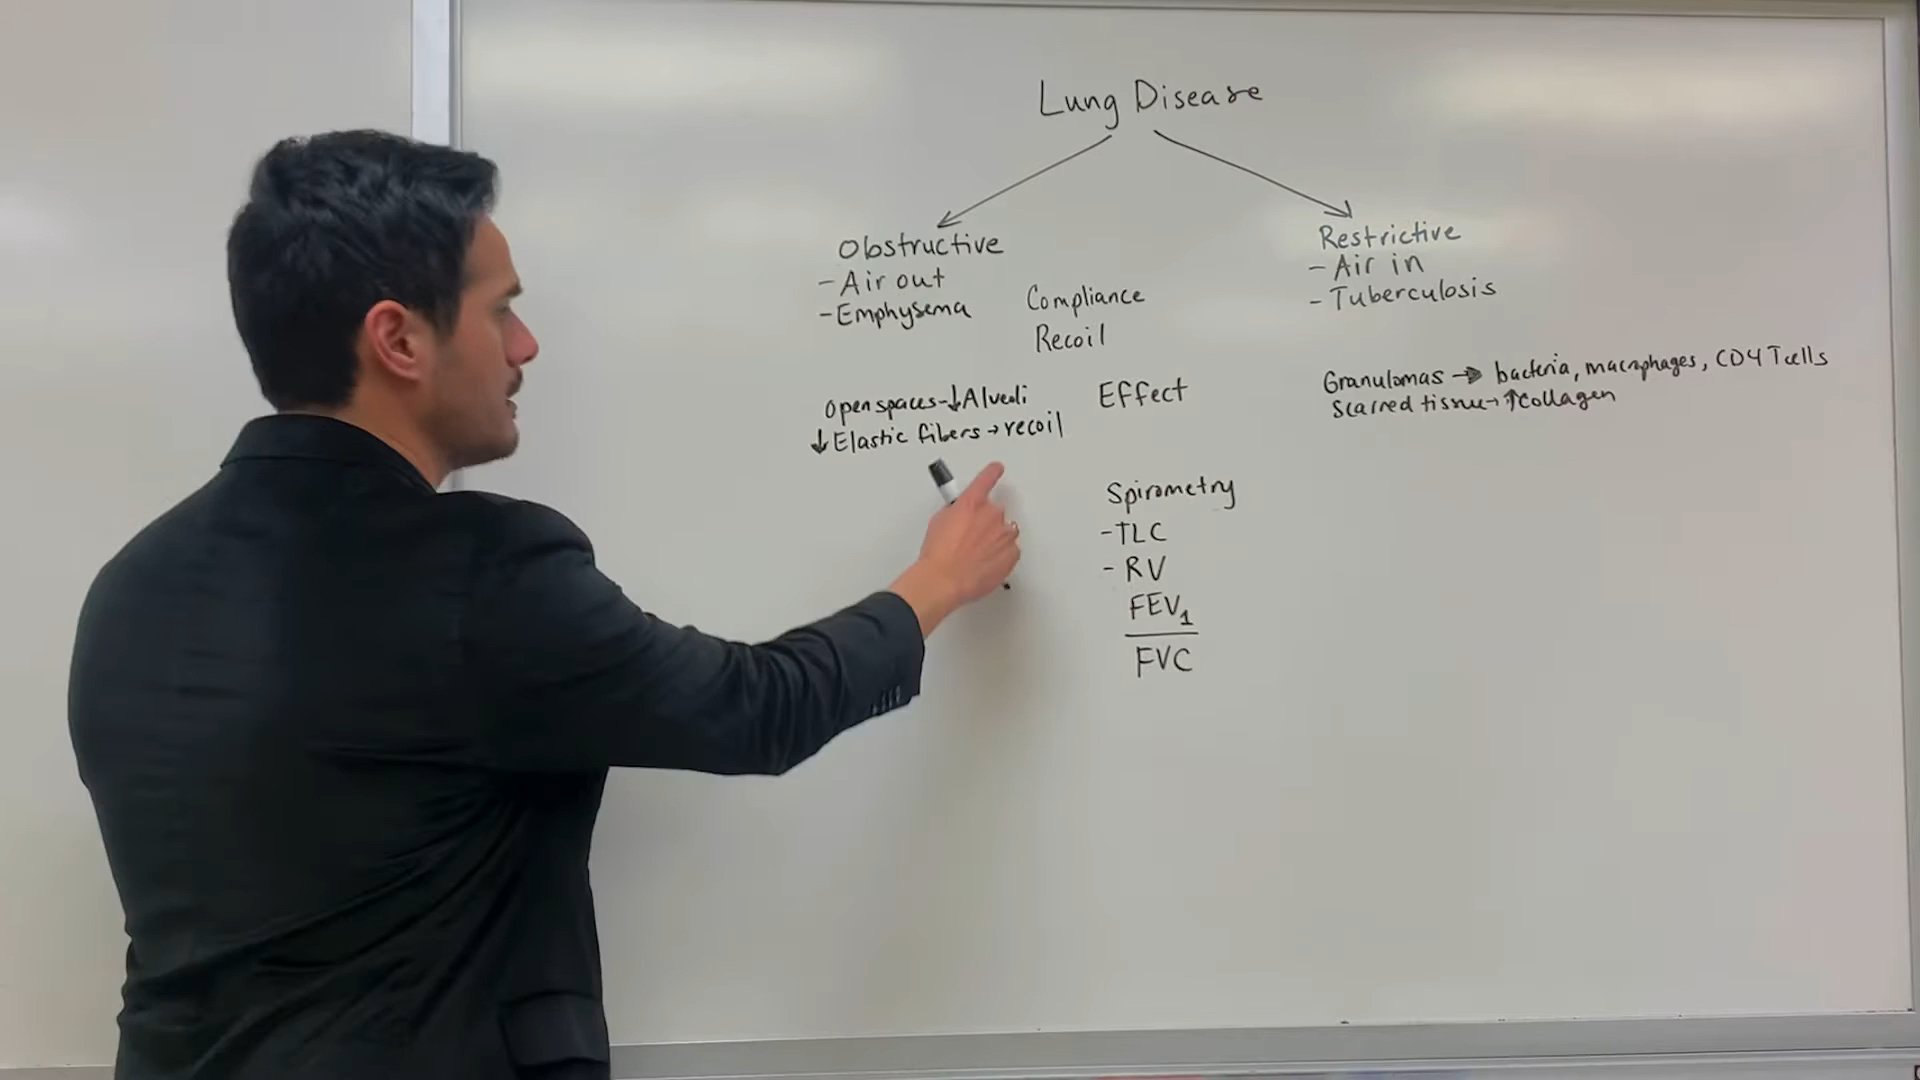 Lung Disease
Obstructive
- Air out
- Emphysema
Compliance
Recoil
Restrictive
- Air in
- Tuberculosis
Open spaces - ↓ Alveoli
↓ Elastic fibers → recoil
Effect
Granulomas → bacteria, macrophages, CD4 T cells
Scarred tissue → ↑ collagen
Spirometry
- TLC
- RV
FEV₁
FVC